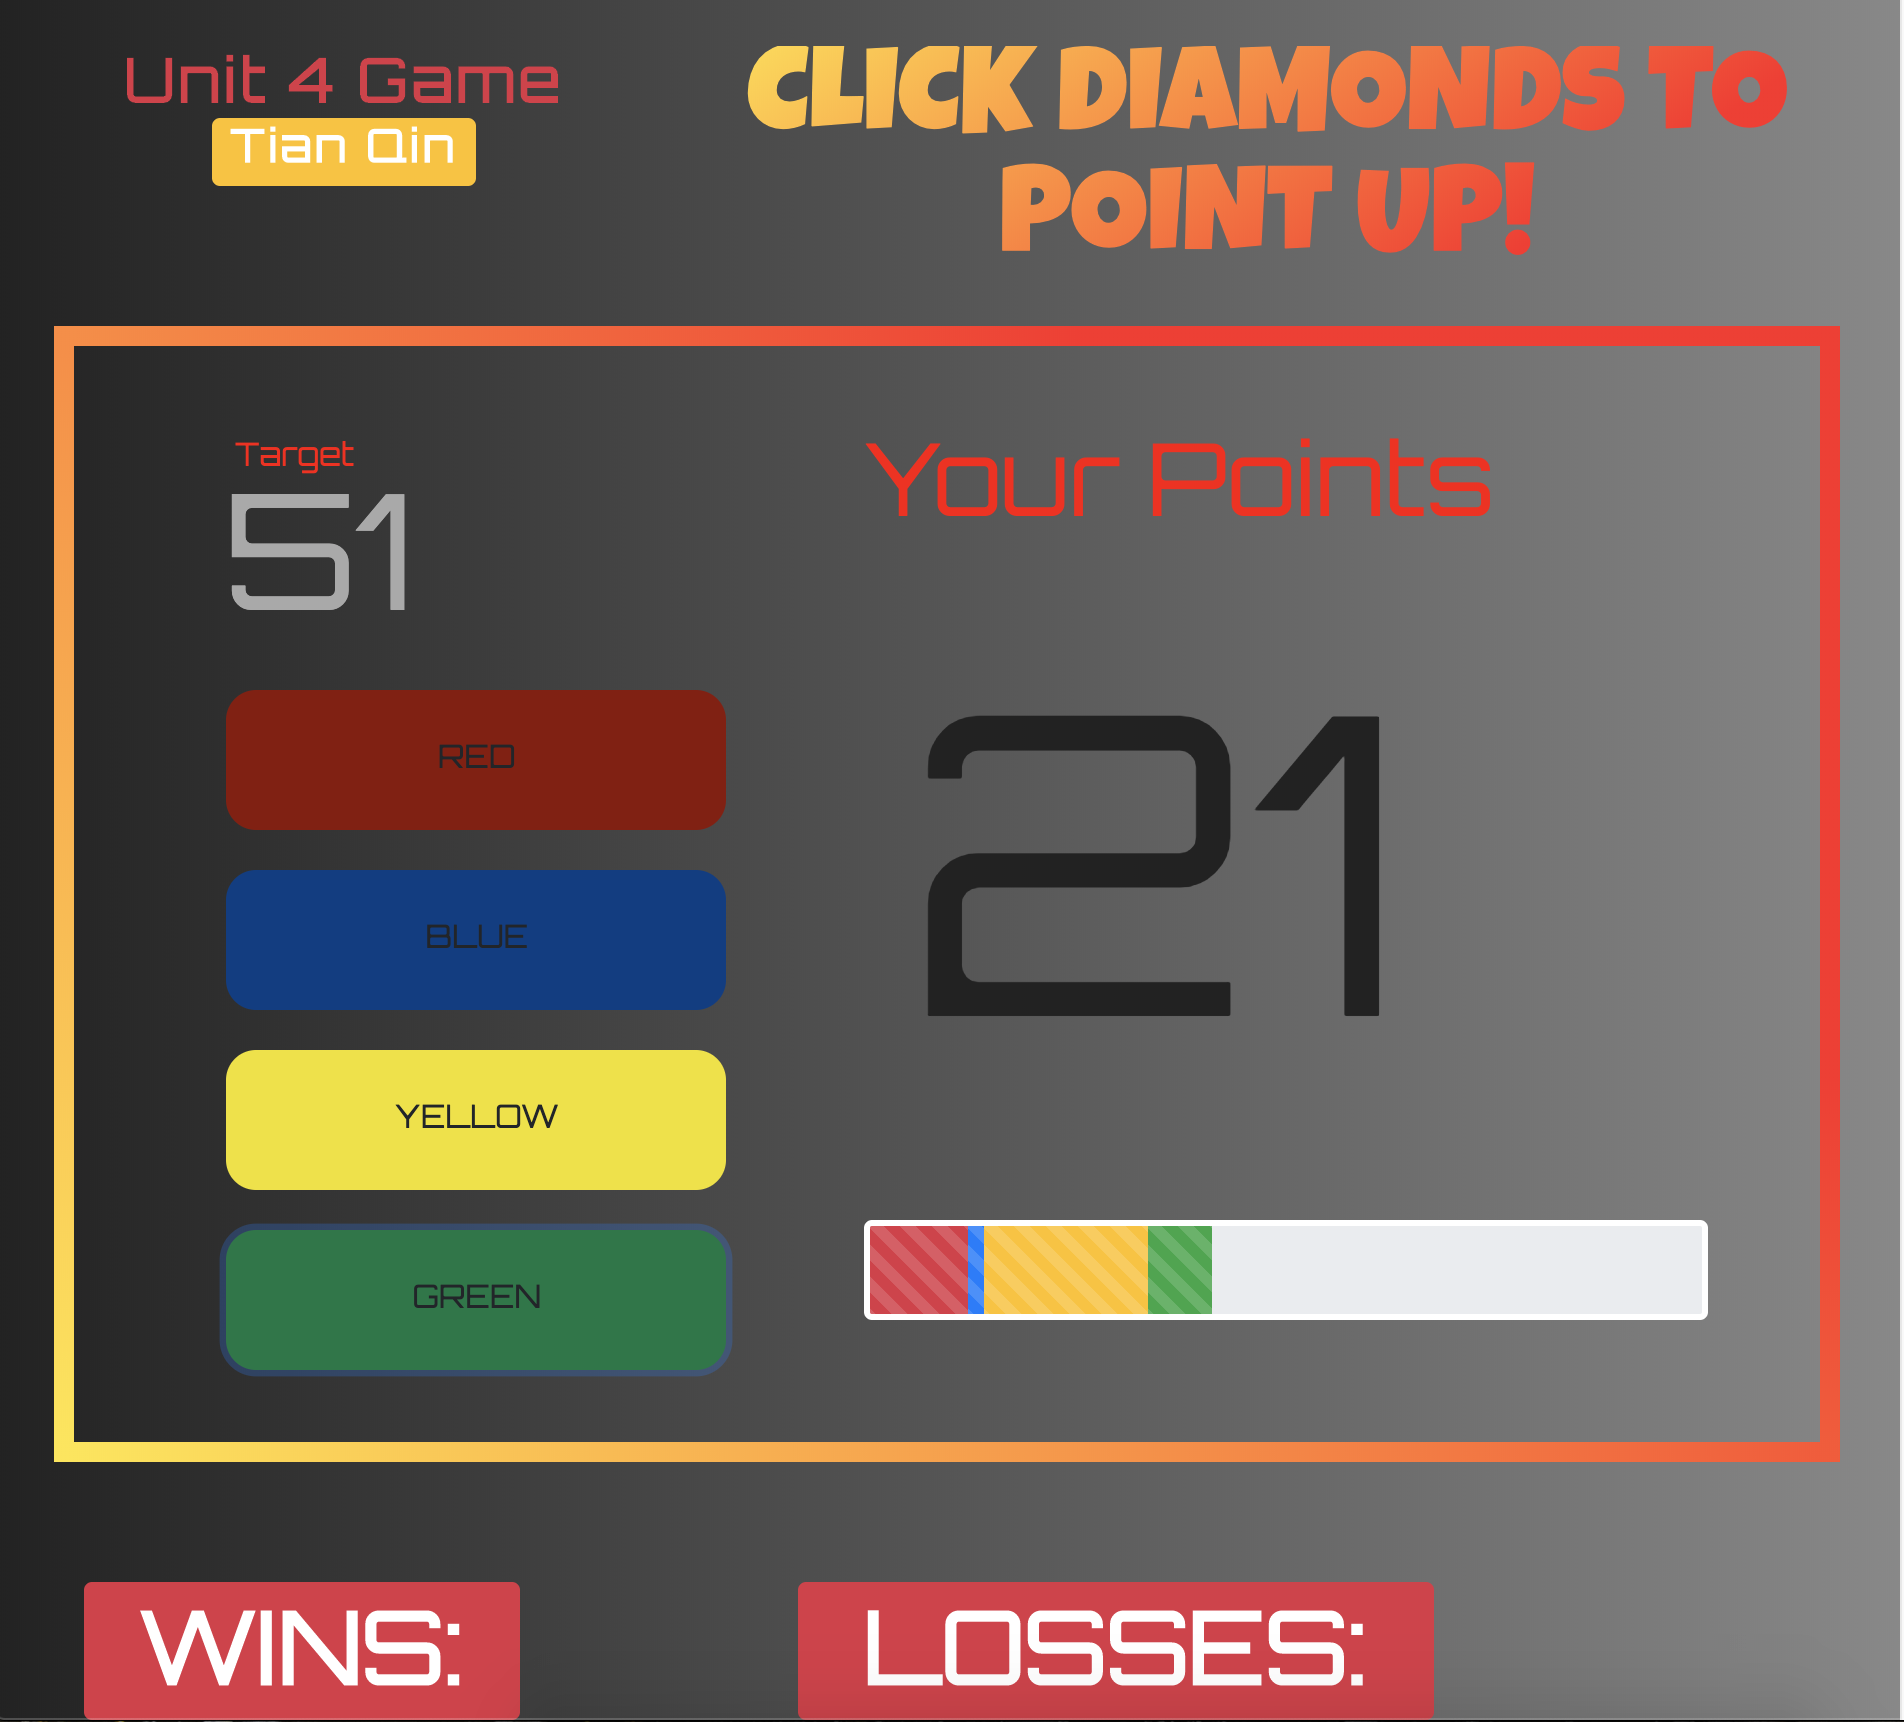 Unit 4 Game
Tian Qin
CLICK DIAMONDS TO
POINT UP!
Target
51
Your Points
RED
BLUE
YELLOW
GREEN
21
WINS:
LOSSES: